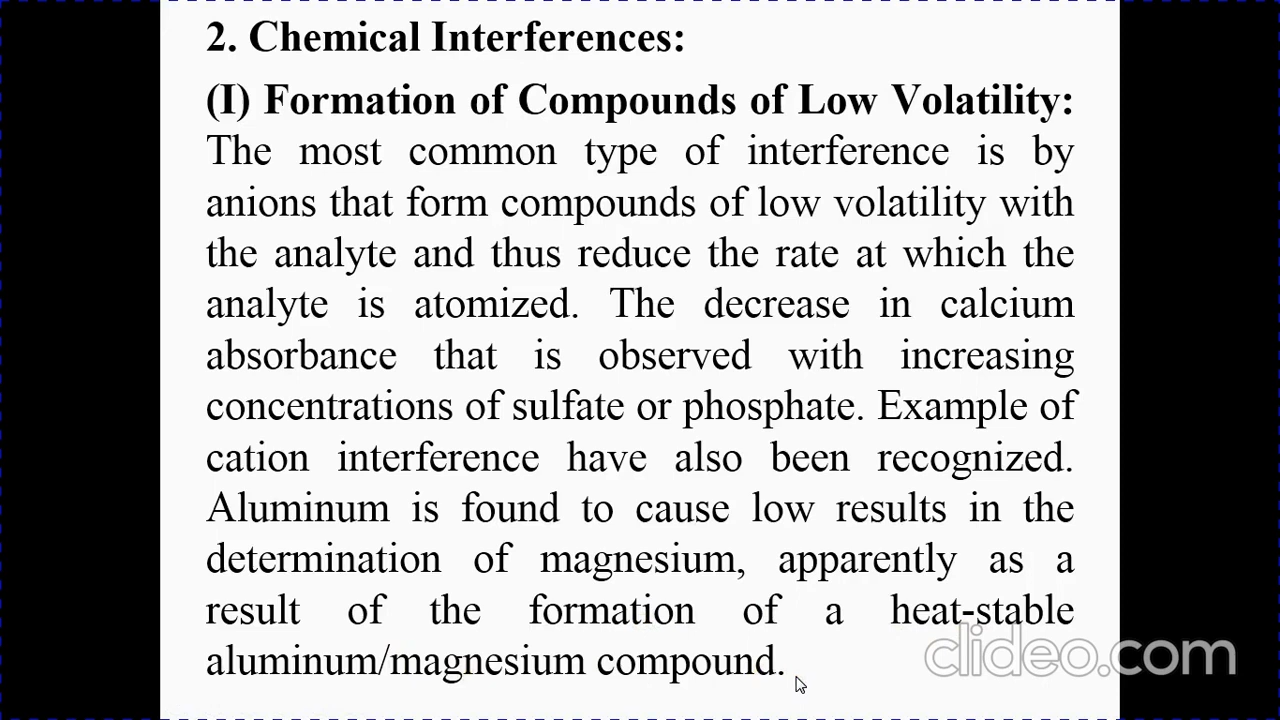 2. Chemical Interferences:
(I) Formation of Compounds of Low Volatility:
The most common type of interference is by
anions that form compounds of low volatility with
the analyte and thus reduce the rate at which the
analyte is atomized. The decrease in calcium
absorbance that is observed with increasing
concentrations of sulfate or phosphate. Example of
cation interference have also been recognized.
Aluminum is found to cause low results in the
determination of magnesium, apparently as a
result of the formation of a heat-stable
aluminum/magnesium compound.
clideo.com